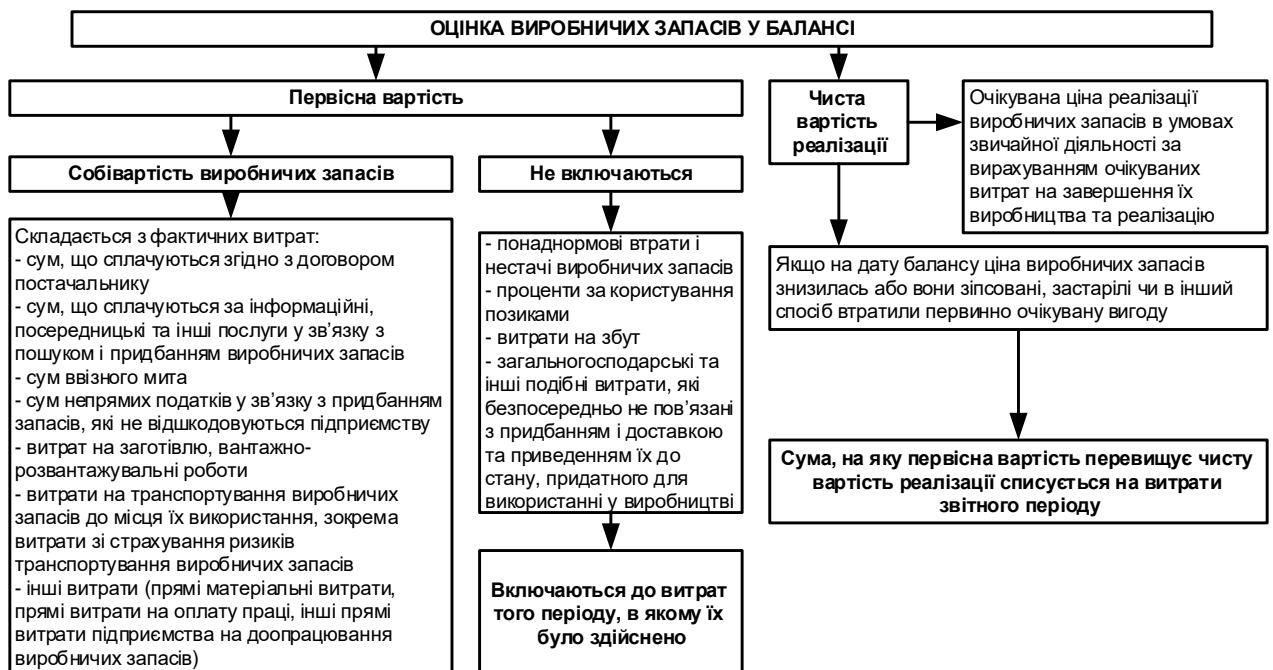 ОЦІНКА ВИРОБНИЧИХ ЗАПАСІВ У БАЛАНСІ
Первісна вартість
Собівартість виробничих запасів
Складається з фактичних витрат:
- сум, що сплачуються згідно з договором
постачальнику
- сум, що сплачуються за інформаційні,
посередницькі та інші послуги у зв’язку з
пошуком і придбанням виробничих запасів
- сум ввізного мита
- сум непрямих податків у зв’язку з придбанням
запасів, які не відшкодовуються підприємству
- витрат на заготівлю, вантажно-
розвантажувальні роботи
- витрати на транспортування виробничих
запасів до місця їх використання, зокрема
витрати зі страхування ризиків
транспортування виробничих запасів
- інші витрати (прямі матеріальні витрати,
прямі витрати на оплату праці, інші прямі
витрати підприємства на доопрацювання
виробничих запасів)
Не включаються
- понаднормові втрати і
нестачі виробничих запасів
- проценти за користування
позиками
- витрати на збут
- загальногосподарські та
інші подібні витрати, які
безпосередньо не пов’язані
з придбанням і доставкою
та приведенням їх до
стану, придатного для
використанні у виробництві
Включаються до витрат
того періоду, в якому їх
було здійснено
Чиста
вартість
реалізації
Очікувана ціна реалізації
виробничих запасів в умовах
звичайної діяльності за
вирахуванням очікуваних
витрат на завершення їх
виробництва та реалізацію
Якщо на дату балансу ціна виробничих запасів
знизилась або вони зіпсовані, застарілі чи в інший
спосіб втратили первинно очікувану вигоду
Сума, на яку первісна вартість перевищує чисту
вартість реалізації списується на витрати
звітного періоду